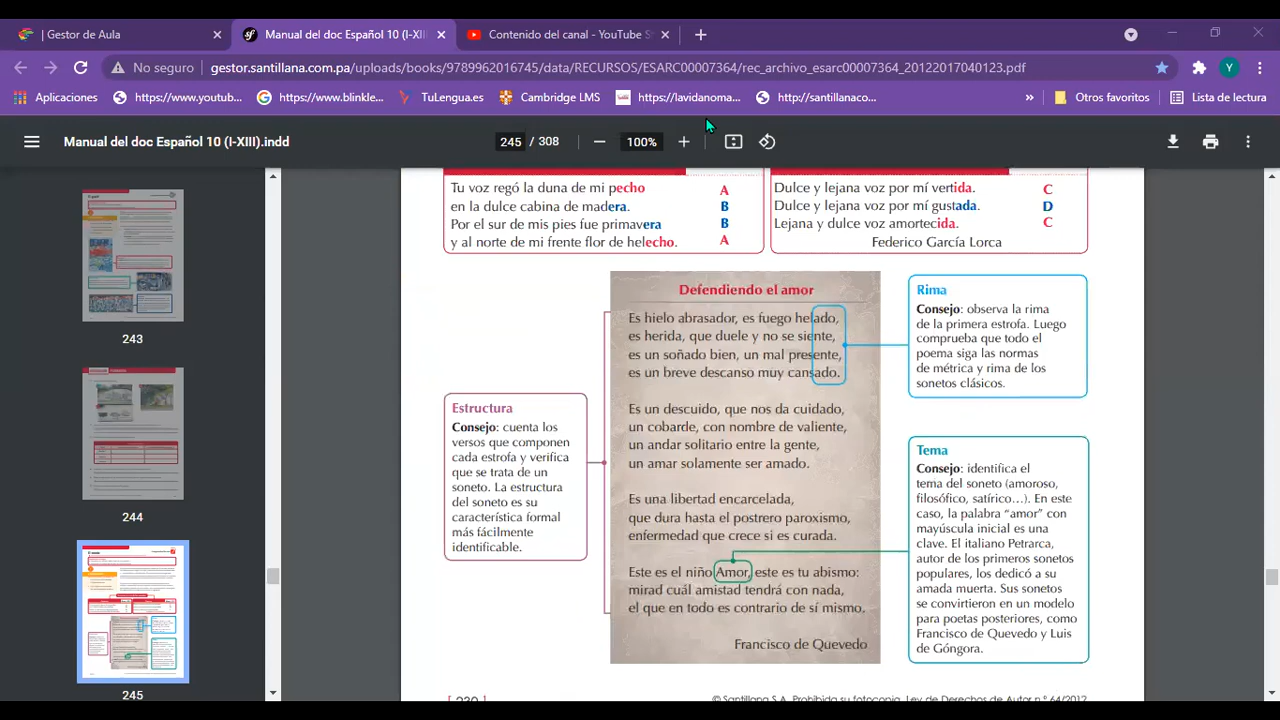 | Gestor de Aula
Manual del doc Español 10 (I-XII
Contenido del canal - YouTube S
No seguro
gestor.santillana.com.pa/uploads/books/9789962016745/data/RECURSOS/ESARC00007364/rec_archivo_esarc00007364_20122017040123.pdf
Y
Aplicaciones
https://www.youtub...
https://www.blinkle...
TuLengua.es
Cambridge LMS
https://lavidanoma...
http://santillanaco...
»
Otros favoritos
Lista de lectura
Manual del doc Español 10 (I-XIII).indd
245 / 308
100%
243
244
245
Tu voz regó la duna de mi pecho A
en la dulce cabina de madera. B
Por el sur de mis pies fue primavera B
y al norte de mi frente flor de helecho. A
Dulce y lejana voz por mí vertida. C
Dulce y lejana voz por mí gustada. D
Lejana y dulce voz amortecida. C
Federico García Lorca
Defendiendo el amor
Es hielo abrasador, es fuego helado,
es herida, que duele y no se siente,
es un soñado bien, un mal presente,
es un breve descanso muy cansado.
Es un descuido, que nos da cuidado,
un cobarde, con nombre de valiente,
un andar solitario entre la gente,
un amar solamente ser amado.
Es una libertad encarcelada,
que dura hasta el postrero paroxismo,
enfermedad que crece si es curada.
Este es el niño Amor, este es tu abismo:
mirad cuál amistad tendrá con nada,
el que en todo es contrario de sí mismo.
Francisco de Quevedo
Estructura
Consejo: cuenta los
versos que componen
cada estrofa y verifica
que se trata de un
soneto. La estructura
del soneto es su
característica formal
más fácilmente
identificable.
Rima
Consejo: observa la rima
de la primera estrofa. Luego
comprueba que todo el
poema siga las normas
de métrica y rima de los
sonetos clásicos.
Tema
Consejo: identifica el
tema del soneto (amoroso,
filosófico, satírico…). En este
caso, la palabra “amor” con
mayúscula inicial es una
clave. El italiano Petrarca,
autor de los primeros sonetos
populares, los dedicó a su
amada muerta. Sus sonetos
se convirtieron en un modelo
para poetas posteriores, como
Francisco de Quevedo y Luis
de Góngora.
© Santillana S.A. Prohibida su fotocopia. Ley de Derechos de Autor n.° 64/2012